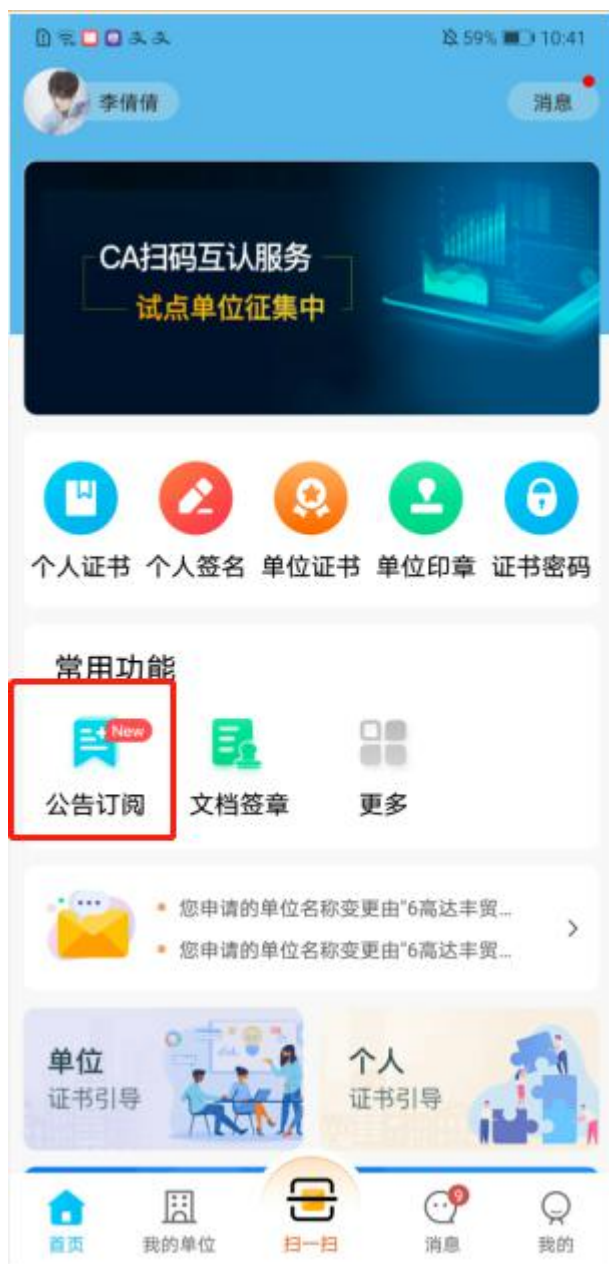 59% 10:41
李倩倩
消息
CA扫码互认服务
试点单位征集中
个人证书 个人签名 单位证书 单位印章 证书密码
常用功能
New
公告订阅 文档签章 更多
您申请的单位名称变更由"6高达丰贸...
您申请的单位名称变更由"6高达丰贸...
单位
证书引导
个人
证书引导
9
首页 我的单位 扫一扫 消息 我的